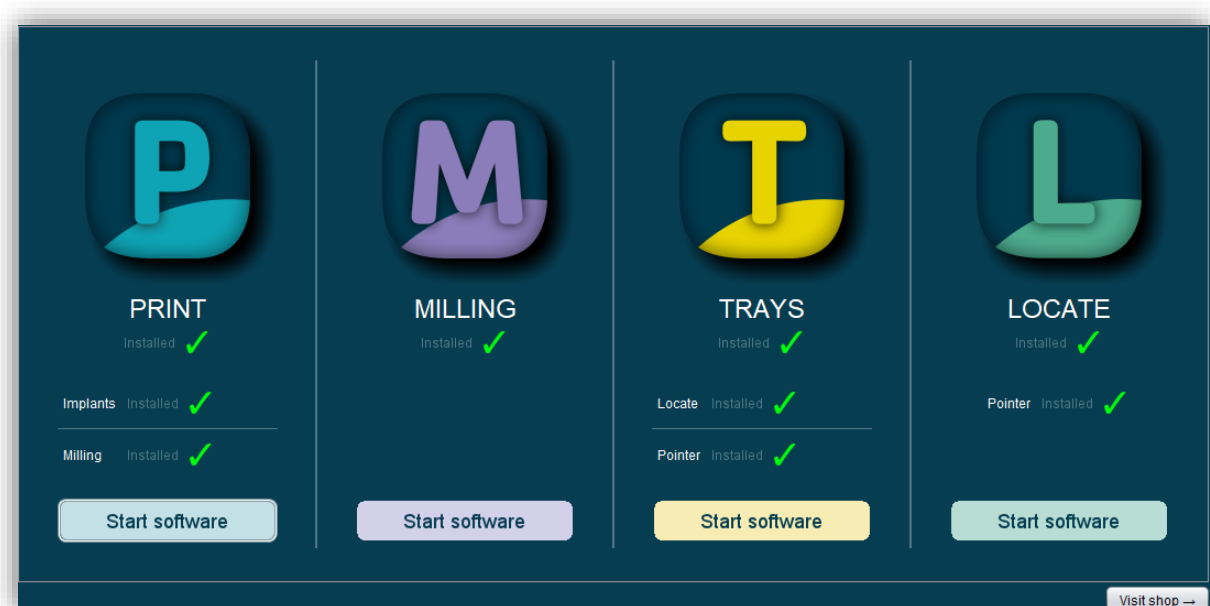 P
PRINT
Installed
Implants Installed
Milling Installed
Start software
M
MILLING
Installed
Start software
T
TRAYS
Installed
Locate Installed
Pointer Installed
Start software
L
LOCATE
Installed
Pointer Installed
Start software
Visit shop →